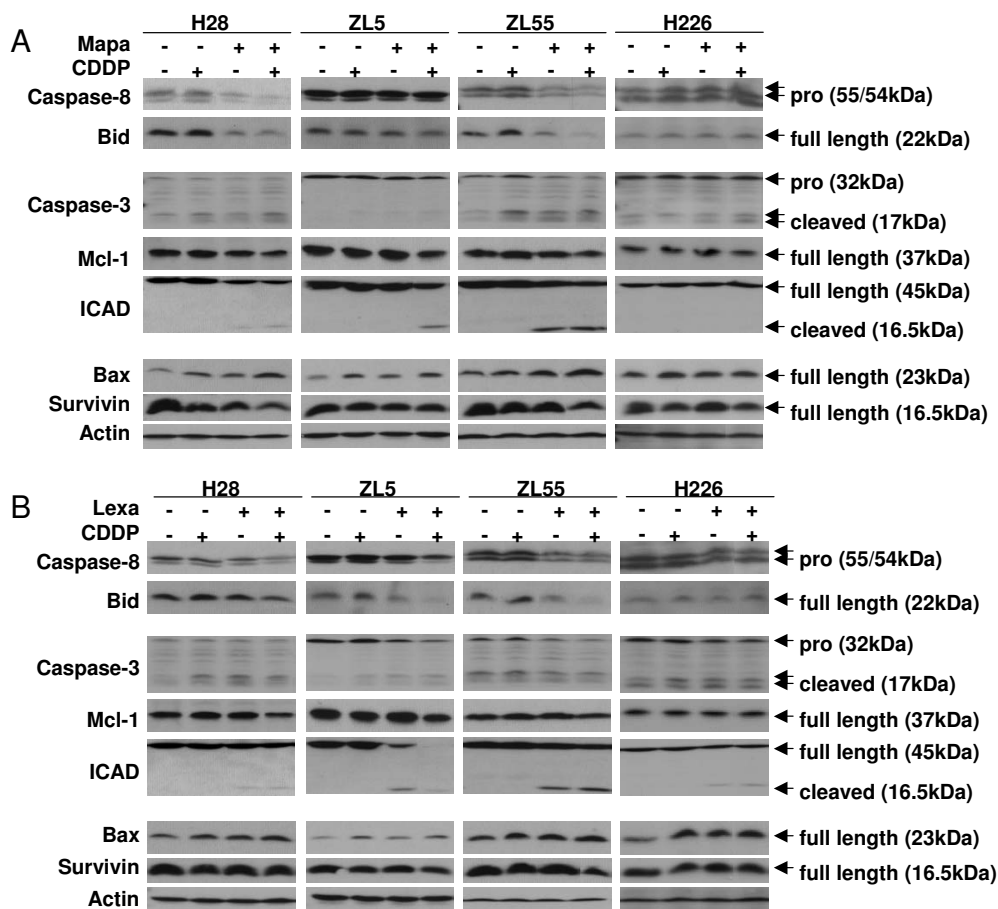 A
H28 ZL5 ZL55 H226
Mapa - - + + - - + + - - + + - - + +
CDDP - + - + - + - + - + - + - + - +
Caspase-8 pro (55/54kDa)
Bid full length (22kDa)
pro (32kDa)
Caspase-3
cleaved (17kDa)
Mcl-1 full length (37kDa)
full length (45kDa)
ICAD
cleaved (16.5kDa)
Bax full length (23kDa)
Survivin full length (16.5kDa)
Actin
B
H28 ZL5 ZL55 H226
Lexa - - + + - - + + - - + + - - + +
CDDP - + - + - + - + - + - + - + - +
Caspase-8 pro (55/54kDa)
Bid full length (22kDa)
pro (32kDa)
Caspase-3
cleaved (17kDa)
Mcl-1 full length (37kDa)
full length (45kDa)
ICAD
cleaved (16.5kDa)
Bax full length (23kDa)
Survivin full length (16.5kDa)
Actin